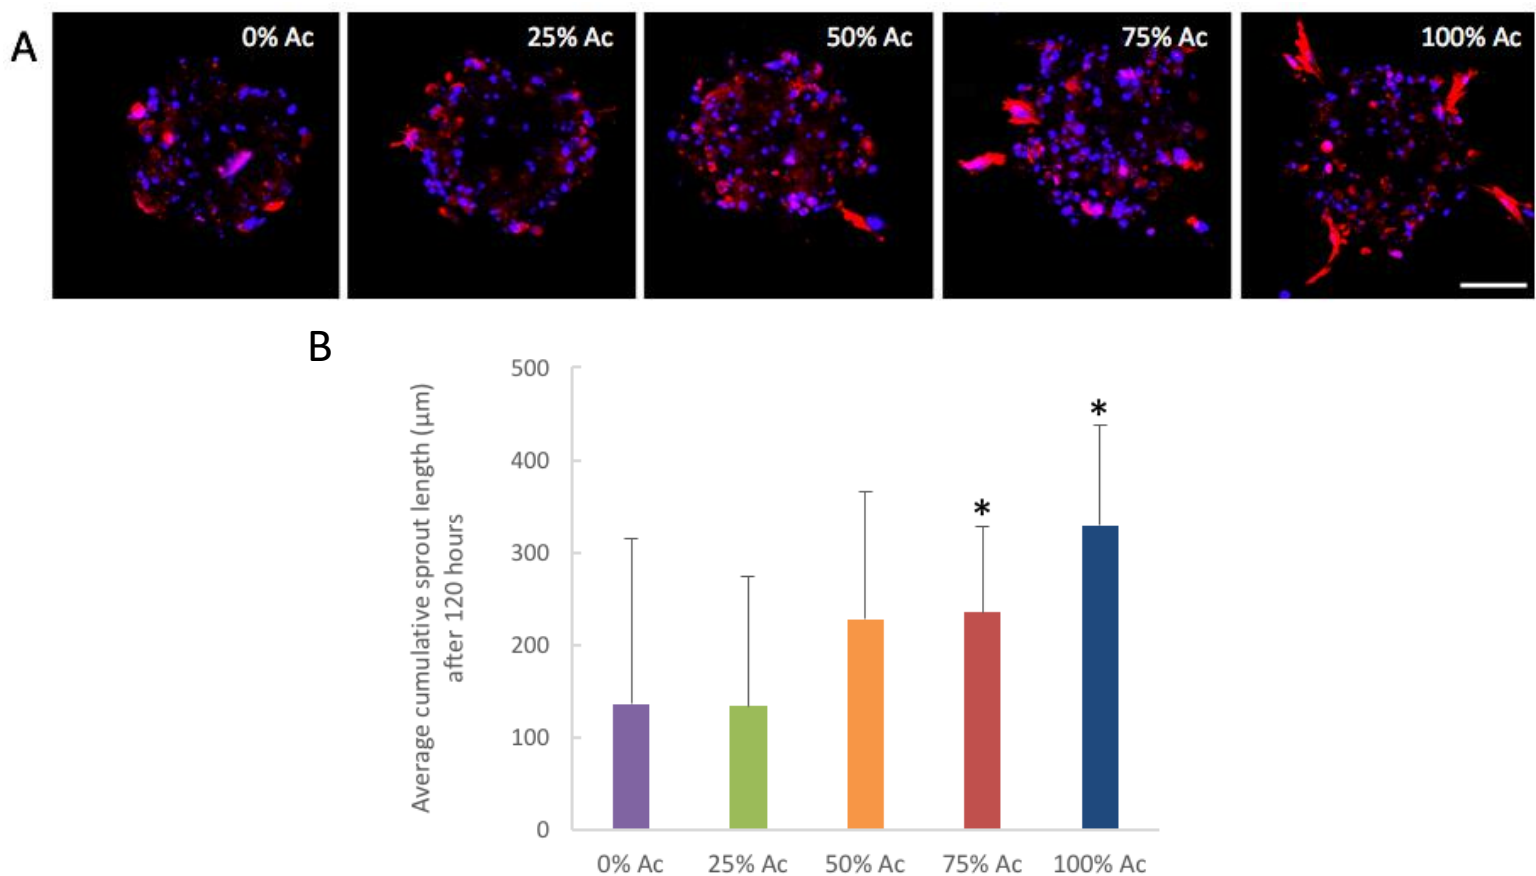 A
0% Ac
25% Ac
50% Ac
75% Ac
100% Ac
B
Average cumulative sprout length (μm)
after 120 hours
500
400
300
200
100
0
*
*
0% Ac
25% Ac
50% Ac
75% Ac
100% Ac